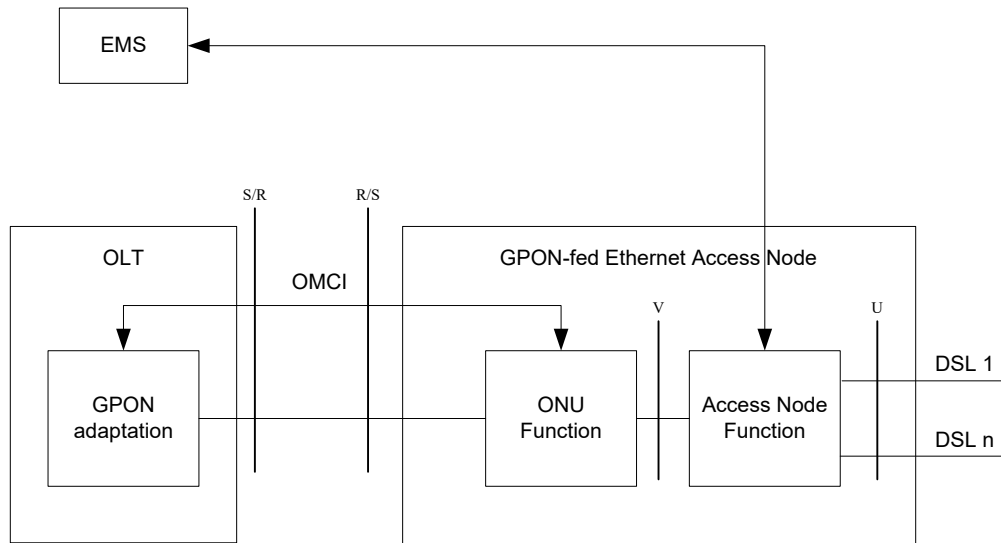 EMS
S/R
R/S
OLT
GPON-fed Ethernet Access Node
OMCI
V
U
GPON
adaptation
ONU
Function
Access Node
Function
DSL 1
DSL n